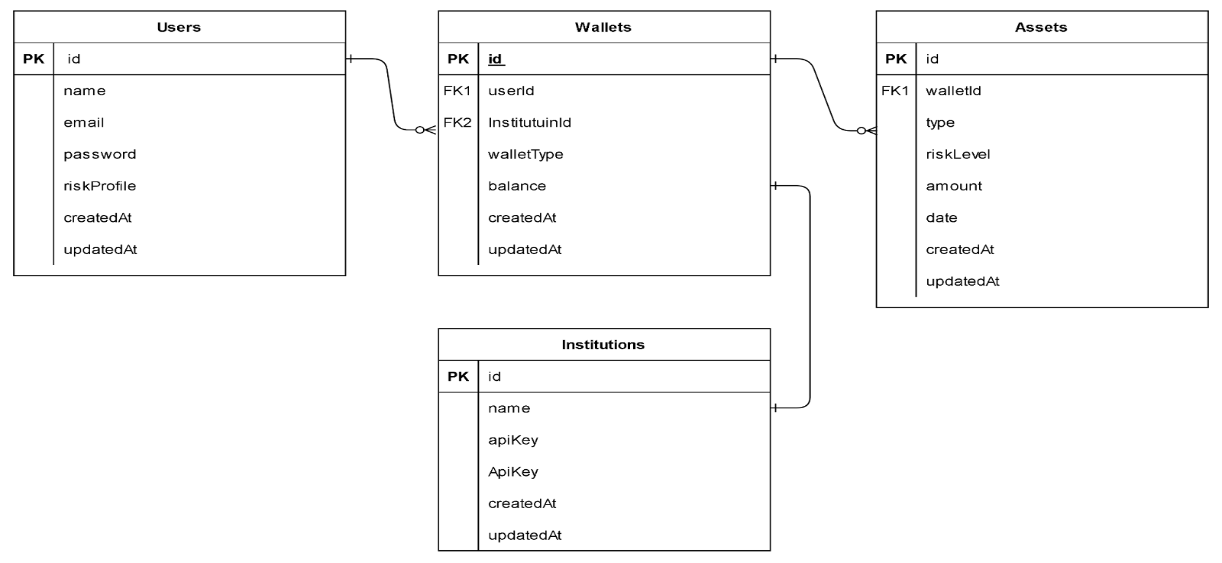 Users
PK id
name
email
password
riskProfile
createdAt
updatedAt
Wallets
PK id
FK1 userId
FK2 InstitutuinId
walletType
balance
createdAt
updatedAt
Assets
PK id
FK1 walletId
type
riskLevel
amount
date
createdAt
updatedAt
Institutions
PK id
name
apiKey
ApiKey
createdAt
updatedAt